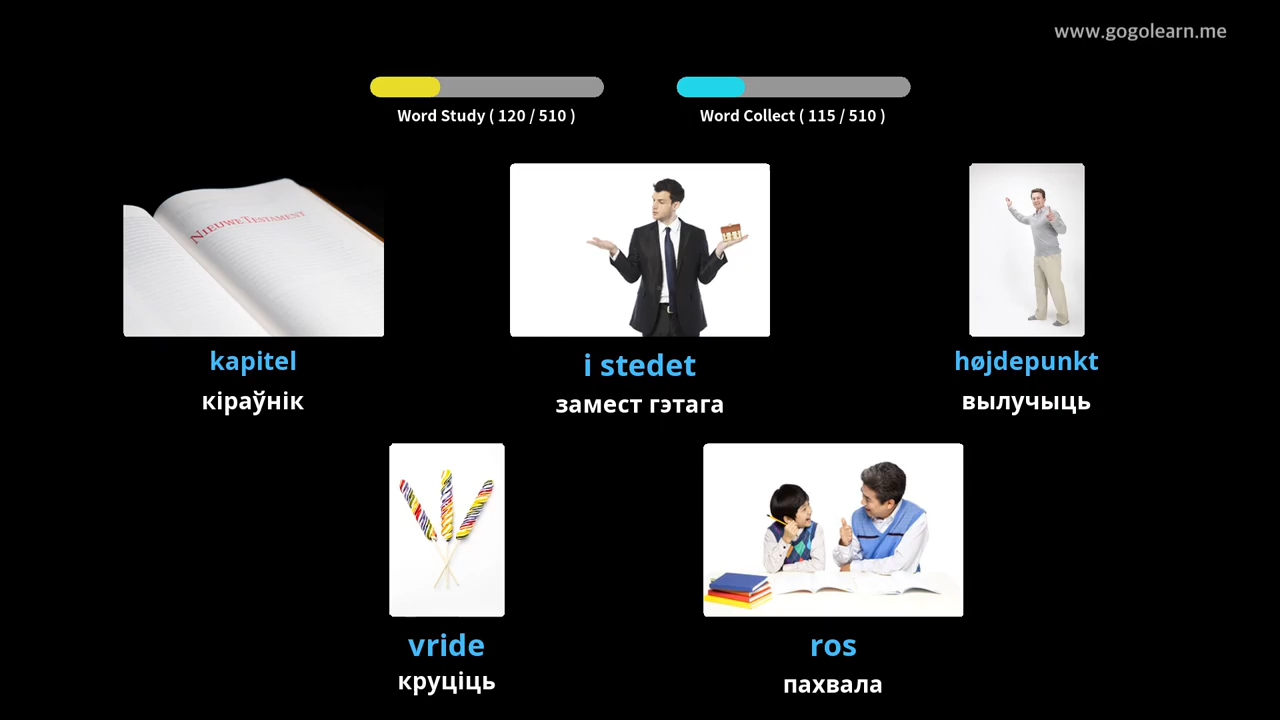 www.gogolearn.me
Word Study ( 120 / 510 )
Word Collect ( 115 / 510 )
NIEUWE TESTAMENT
kapitel
кіраўнік
i stedet
замест гэтага
højdepunkt
вылучыць
vride
круціць
ros
пахвала